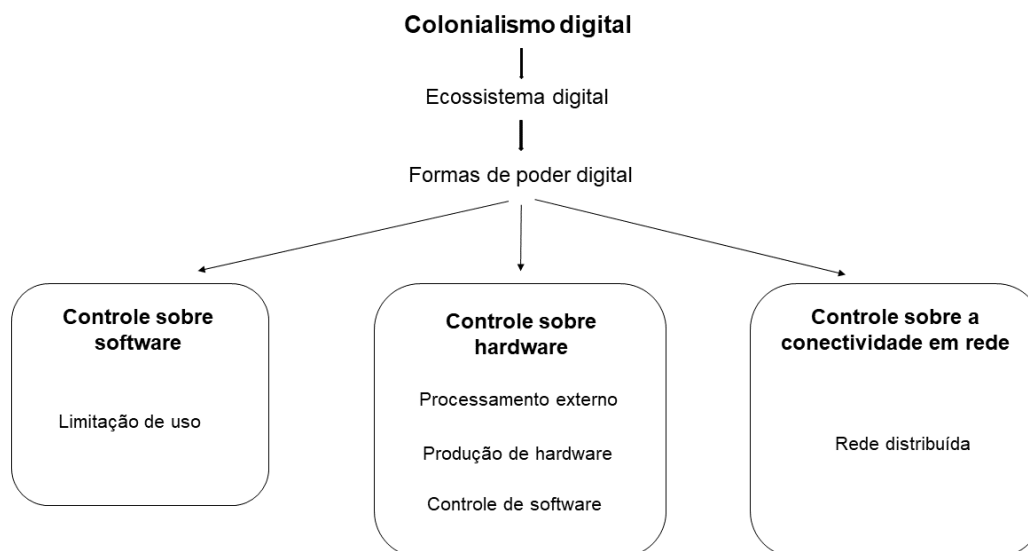 Colonialismo digital
Ecossistema digital
Formas de poder digital
Controle sobre
software
Limitação de uso
Controle sobre
hardware
Processamento externo
Produção de hardware
Controle de software
Controle sobre a
conectividade em rede
Rede distribuída